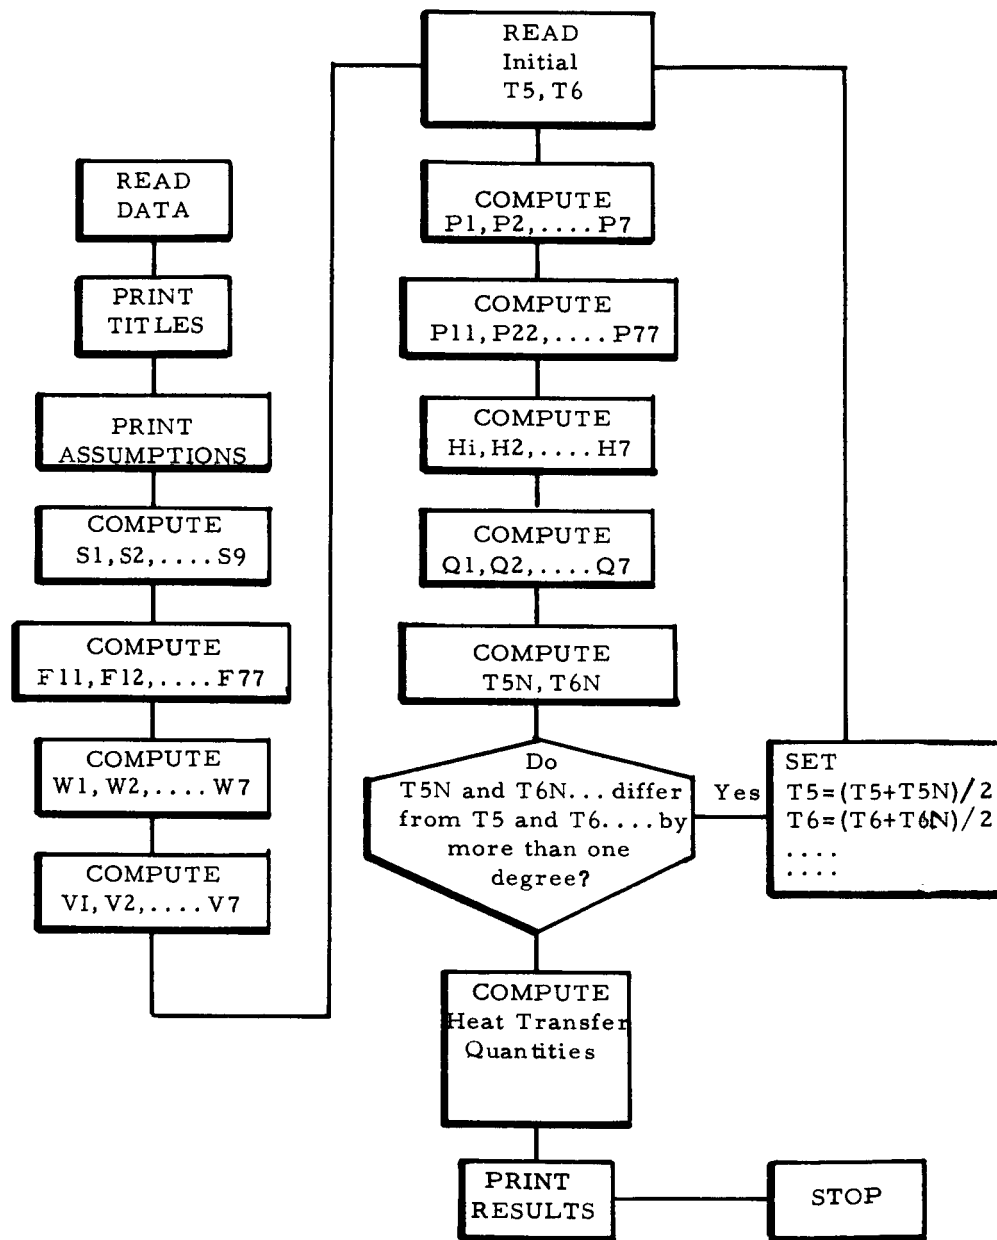 READ
DATA
PRINT
TITLES
PRINT
ASSUMPTIONS
COMPUTE
S1, S2, .... S9
COMPUTE
F11, F12, .... F77
COMPUTE
W1, W2, .... W7
COMPUTE
V1, V2, .... V7
READ
Initial
T5, T6
COMPUTE
P1, P2, .... P7
COMPUTE
P11, P22, .... P77
COMPUTE
Hi, H2, .... H7
COMPUTE
Q1, Q2, .... Q7
COMPUTE
T5N, T6N
Do
T5N and T6N... differ
from T5 and T6.... by
more than one
degree?
Yes
SET
T5=(T5+T5N)/2
T6=(T6+T6N)/2
....
....
COMPUTE
Heat Transfer
Quantities
PRINT
RESULTS
STOP